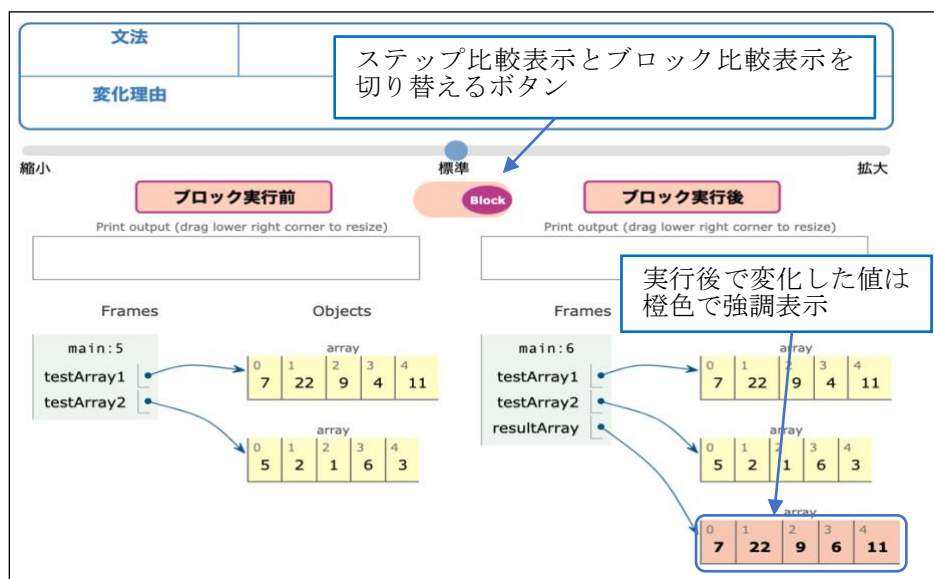 文法
変化理由
ステップ比較表示とブロック比較表示を
切り替えるボタン
縮小
標準
拡大
ブロック実行前
Block
ブロック実行後
Print output (drag lower right corner to resize)
Print output (drag lower right corner to resize)
実行後で変化した値は
橙色で強調表示
Frames
Objects
Frames
main:5
testArray1
testArray2
array
0 1 2 3 4
7 22 9 4 11
array
0 1 2 3 4
5 2 1 6 3
main:6
testArray1
testArray2
resultArray
array
0 1 2 3 4
7 22 9 4 11
array
0 1 2 3 4
5 2 1 6 3
array
0 1 2 3 4
7 22 9 6 11